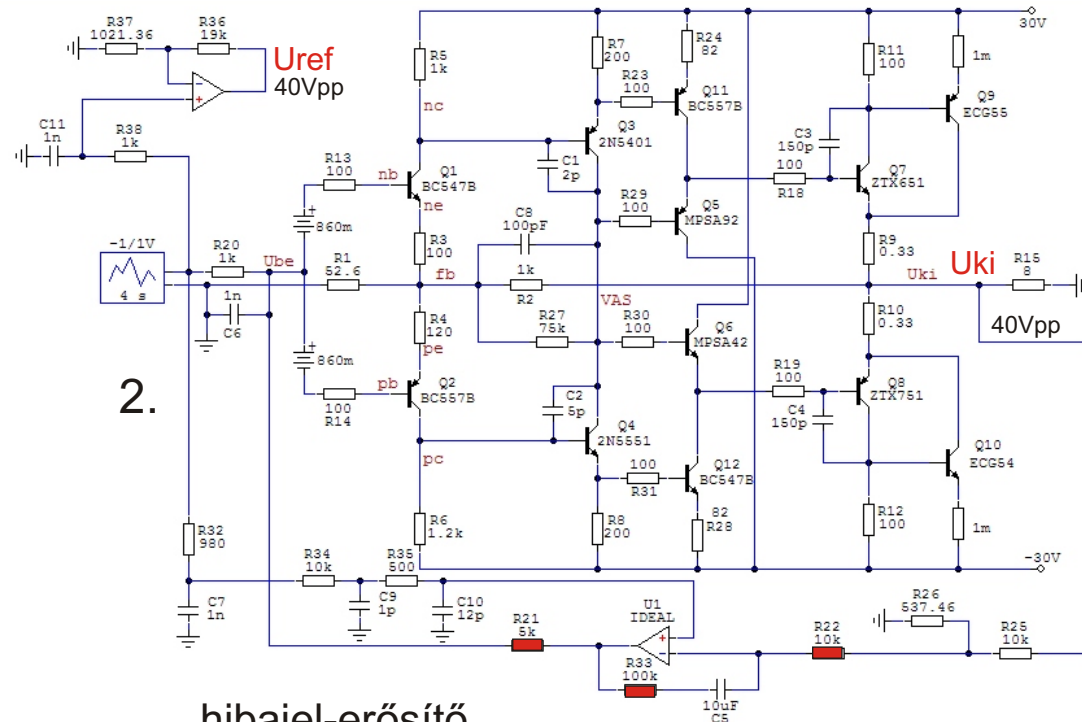 R37
1021.36
R36
19k
Uref
40Vpp
C11
1n
R38
1k
30V
R5
1k
nc
R7
200
R24
82
R11
100
1m
R23
100
Q11
BC557B
Q9
ECG55
Q3
2N5401
C1
2p
C3
150p
R13
100
nb
Q1
BC547B
ne
100
R18
Q7
ZTX651
R29
100
Q5
MPSA92
+
860m
C8
100pF
R3
100
R9
0.33
-1/1V
4 s
R20
1k
Ube
R1
52.6
fb
1k
R2
Uki
Uki
R15
8
1n
C6
VAS
R4
120
pe
R27
75k
R30
100
Q6
MPSA42
R10
0.33
40Vpp
+
860m
2.
pb
100
R14
Q2
BC557B
R19
100
Q8
ZTX751
C2
5p
C4
150p
Q4
2N5551
pc
100
R31
Q12
BC547B
Q10
ECG54
R6
1.2k
R8
200
82
R28
R12
100
1m
R32
980
-30V
R34
10k
R35
500
C7
1n
C9
1p
C10
12p
U1
IDEAL
R26
537.46
R21
5k
R22
10k
R25
10k
R33
100k
10uF
C5
hibajel-erősítő